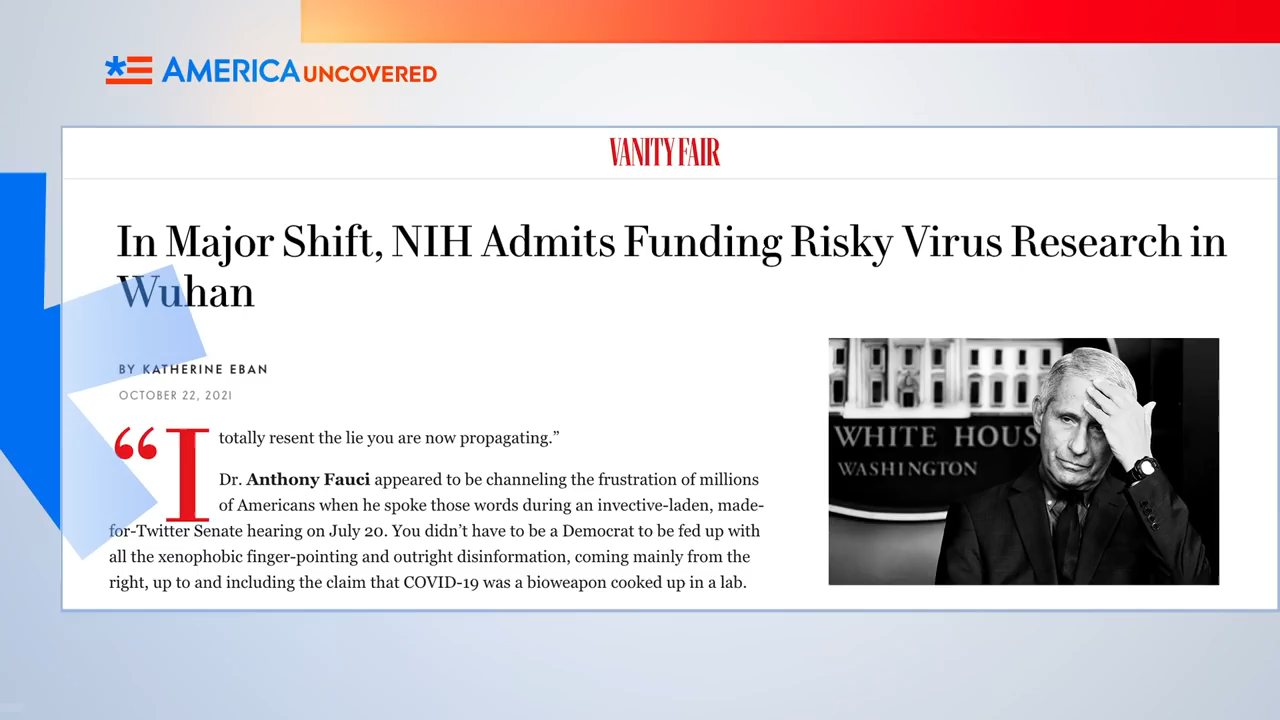 AMERICA UNCOVERED
VANITY FAIR
In Major Shift, NIH Admits Funding Risky Virus Research in
Wuhan
BY KATHERINE EBAN
OCTOBER 22, 2021
“I totally resent the lie you are now propagating.”
Dr. Anthony Fauci appeared to be channeling the frustration of millions
of Americans when he spoke those words during an invective-laden, made-
for-Twitter Senate hearing on July 20. You didn’t have to be a Democrat to be fed up with
all the xenophobic finger-pointing and outright disinformation, coming mainly from the
right, up to and including the claim that COVID-19 was a bioweapon cooked up in a lab.
WHITE HOUS
WASHINGTON